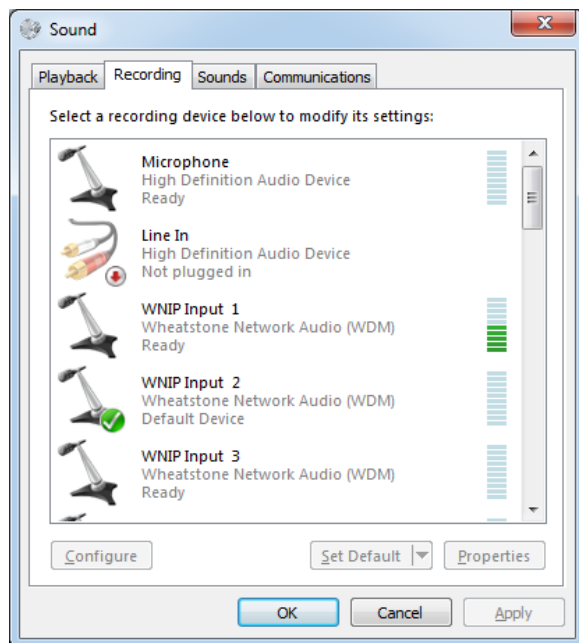 Sound
Playback Recording Sounds Communications
Select a recording device below to modify its settings:
Microphone
High Definition Audio Device
Ready
Line In
High Definition Audio Device
Not plugged in
WNIP Input 1
Wheatstone Network Audio (WDM)
Ready
WNIP Input 2
Wheatstone Network Audio (WDM)
Default Device
WNIP Input 3
Wheatstone Network Audio (WDM)
Ready
Configure Set Default Properties
OK Cancel Apply